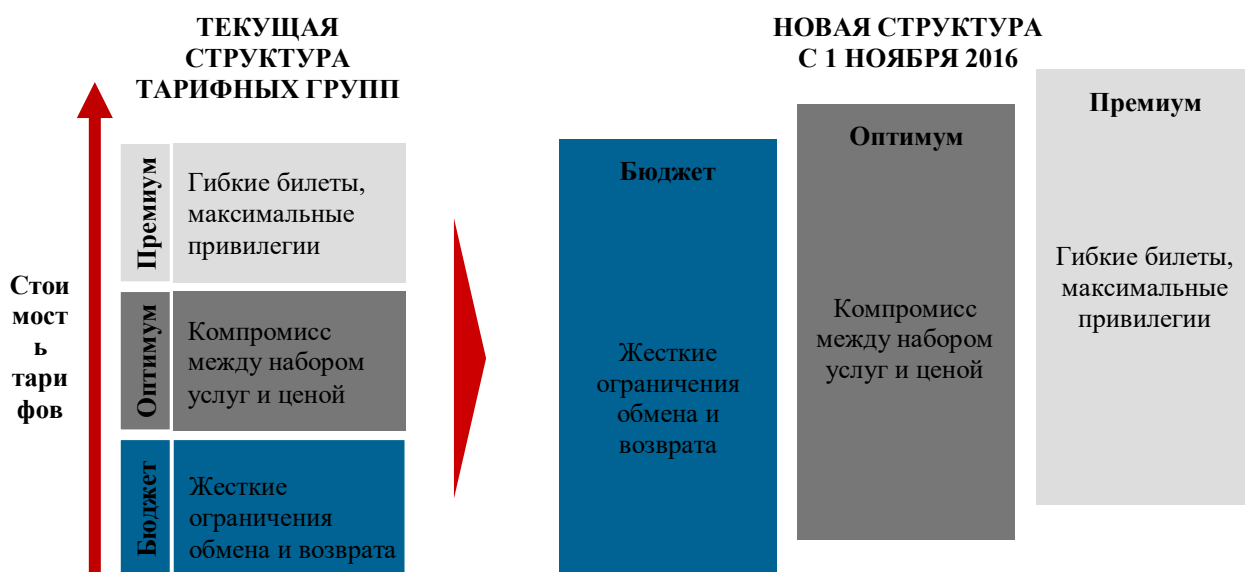 ТЕКУЩАЯ
СТРУКТУРА
ТАРИФНЫХ ГРУПП
Стои
мост
ь
тари
фов
Премиум
Гибкие билеты,
максимальные
привилегии
Оптимум
Компромисс
между набором
услуг и ценой
Бюджет
Жесткие
ограничения
обмена и возврата
НОВАЯ СТРУКТУРА
С 1 НОЯБРЯ 2016
Бюджет
Жесткие
ограничения
обмена и
возврата
Оптимум
Компромисс
между набором
услуг и ценой
Премиум
Гибкие билеты,
максимальные
привилегии